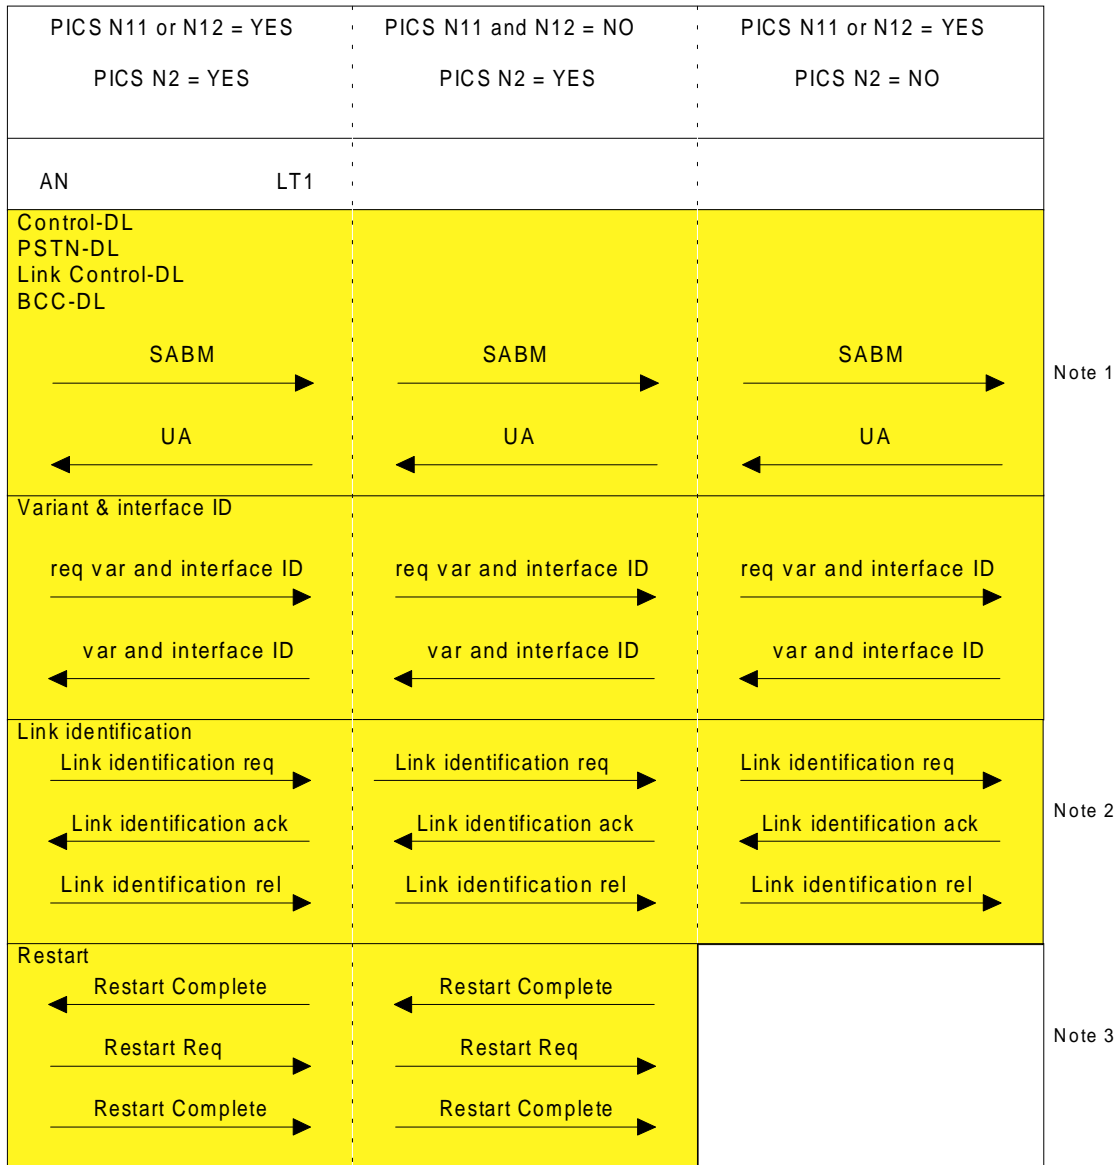 PICS N11 or N12 = YES
PICS N11 and N12 = NO
PICS N11 or N12 = YES
PICS N2 = YES
PICS N2 = YES
PICS N2 = NO
AN
LT1
Control-DL
PSTN-DL
Link Control-DL
BCC-DL
SABM
SABM
SABM
Note 1
UA
UA
UA
Variant & interface ID
req var and interface ID
req var and interface ID
req var and interface ID
var and interface ID
var and interface ID
var and interface ID
Link identification
Link identification req
Link identification req
Link identification req
Note 2
Link identification ack
Link identification ack
Link identification ack
Link identification rel
Link identification rel
Link identification rel
Restart
Restart Complete
Restart Complete
Note 3
Restart Req
Restart Req
Restart Complete
Restart Complete